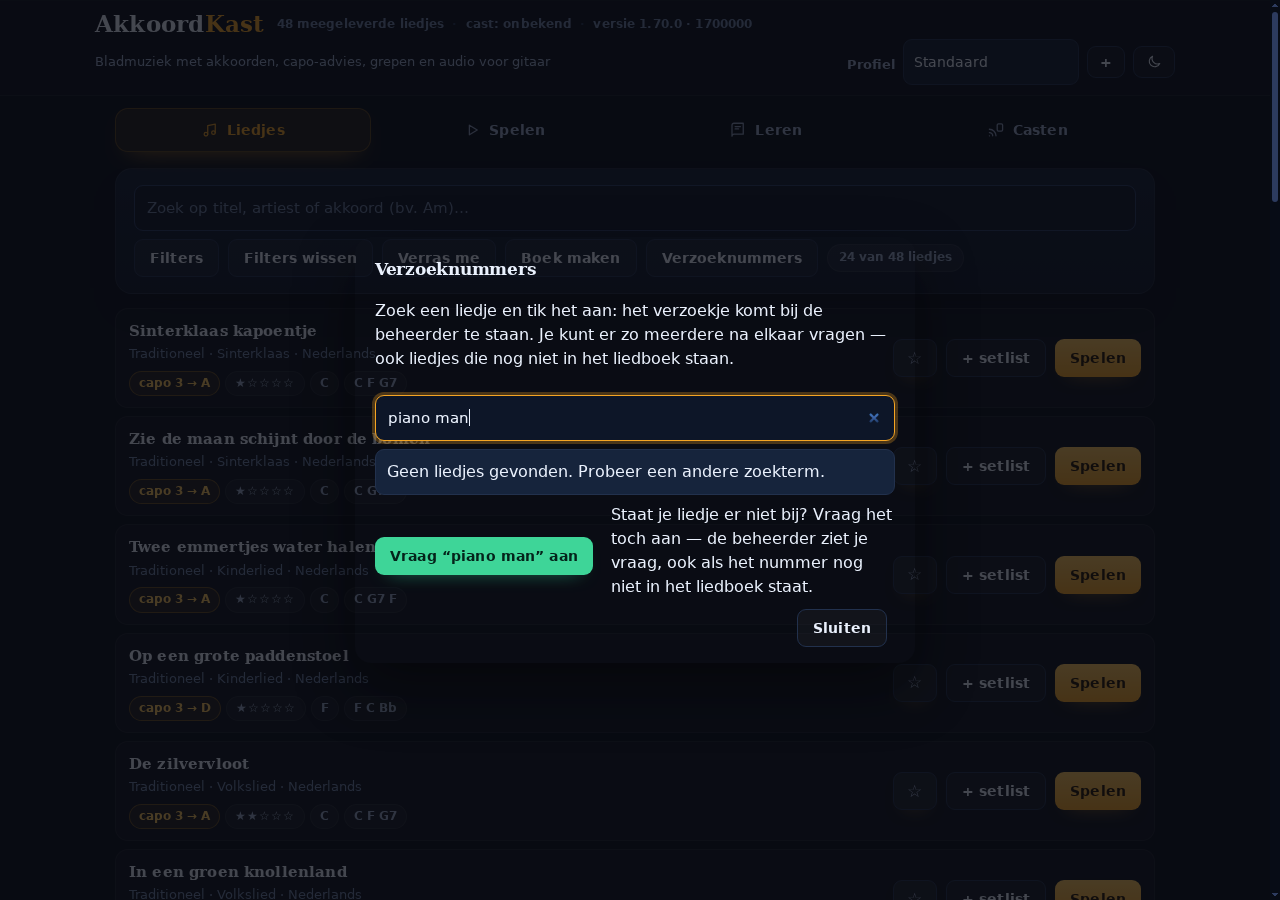 AkkoordKast 48 meegeleverde liedjes · cast: onbekend · versie 1.70.0 · 1700000
Bladmuziek met akkoorden, capo-advies, grepen en audio voor gitaar
Profiel Standaard +
Liedjes Spelen Leren Casten
Zoek op titel, artiest of akkoord (bv. Am)…
Filters Filters wissen Verras me Boek maken Verzoeknummers 24 van 48 liedjes
Verzoeknummers
Zoek een liedje en tik het aan: het verzoekje komt bij de
beheerder te staan. Je kunt er zo meerdere na elkaar vragen —
ook liedjes die nog niet in het liedboek staan.
piano man ×
Geen liedjes gevonden. Probeer een andere zoekterm.
Vraag “piano man” aan
Staat je liedje er niet bij? Vraag het
toch aan — de beheerder ziet je
vraag, ook als het nummer nog
niet in het liedboek staat.
Sluiten
Sinterklaas kapoentje
Traditioneel · Sinterklaas · Nederlands
capo 3 → A ★☆☆☆☆ C C F G7
☆ + setlist Spelen
Zie de maan schijnt door de bomen
Traditioneel · Sinterklaas · Nederlands
capo 3 → A ★☆☆☆☆ C C G
☆ + setlist Spelen
Twee emmertjes water halen
Traditioneel · Kinderlied · Nederlands
capo 3 → A ★☆☆☆☆ C C G7 F
☆ + setlist Spelen
Op een grote paddenstoel
Traditioneel · Kinderlied · Nederlands
capo 3 → D ★☆☆☆☆ F F C Bb
☆ + setlist Spelen
De zilvervloot
Traditioneel · Volkslied · Nederlands
capo 3 → A ★★☆☆☆ C C F G7
☆ + setlist Spelen
In een groen knollenland
Traditioneel · Volkslied · Nederlands
☆ + setlist Spelen